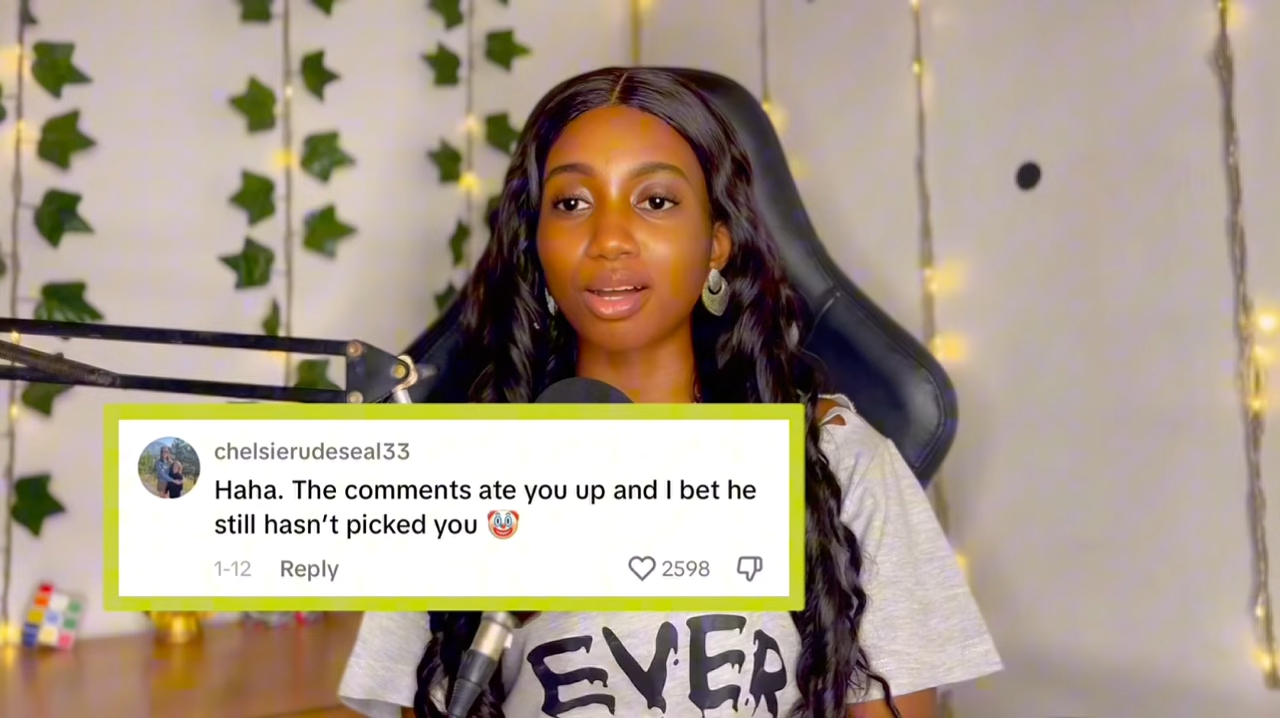 chelsierudeseal33
Haha. The comments ate you up and I bet he
still hasn't picked you 🤡
1-12 Reply 2598
EVER